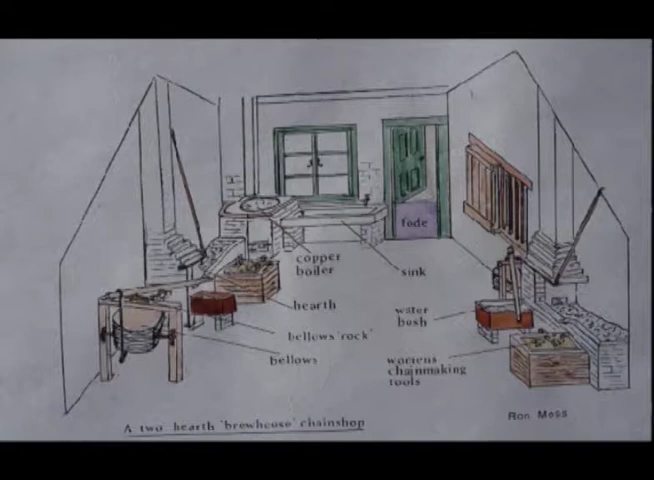 fode
copper
boiler
sink
hearth
water
bosh
bellows 'rock'
bellows
womens
chainmaking
tools
A two hearth 'brewhouse' chainshop
Ron Moss